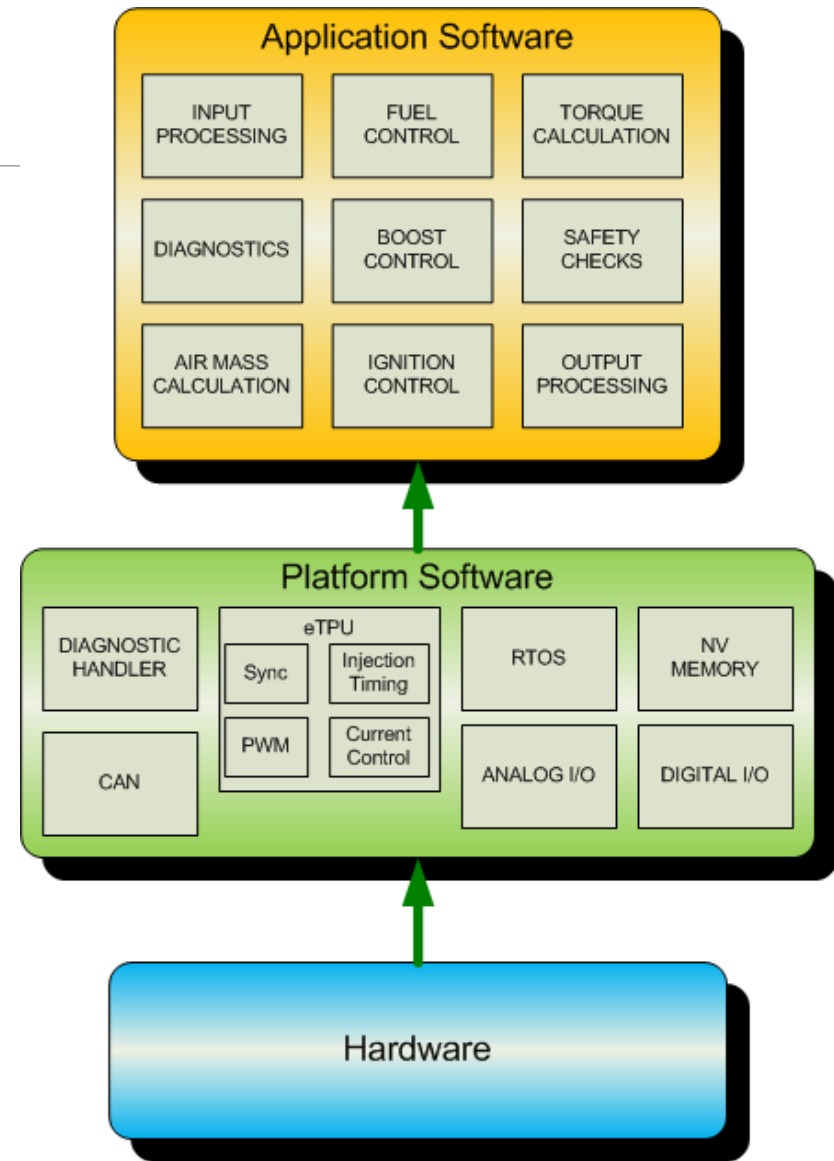 Application Software
INPUT
PROCESSING
FUEL
CONTROL
TORQUE
CALCULATION
DIAGNOSTICS
BOOST
CONTROL
SAFETY
CHECKS
AIR MASS
CALCULATION
IGNITION
CONTROL
OUTPUT
PROCESSING
Platform Software
DIAGNOSTIC
HANDLER
eTPU
Sync
Injection
Timing
PWM
Current
Control
RTOS
NV
MEMORY
CAN
ANALOG I/O
DIGITAL I/O
Hardware